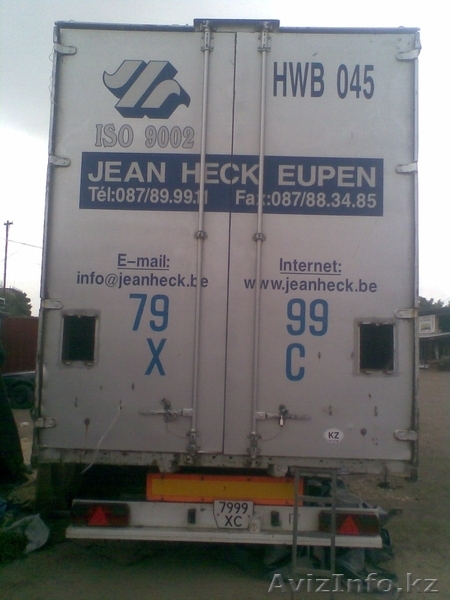 HWB 045
ISO 9002
JEAN HECK EUPEN
Tél:087/89.99.11 Fax:087/88.34.85
E-mail: Internet:
info@jeanheck.be www.jeanheck.be
79 99
X C
KZ
7999
XC
AvizInfo.kz